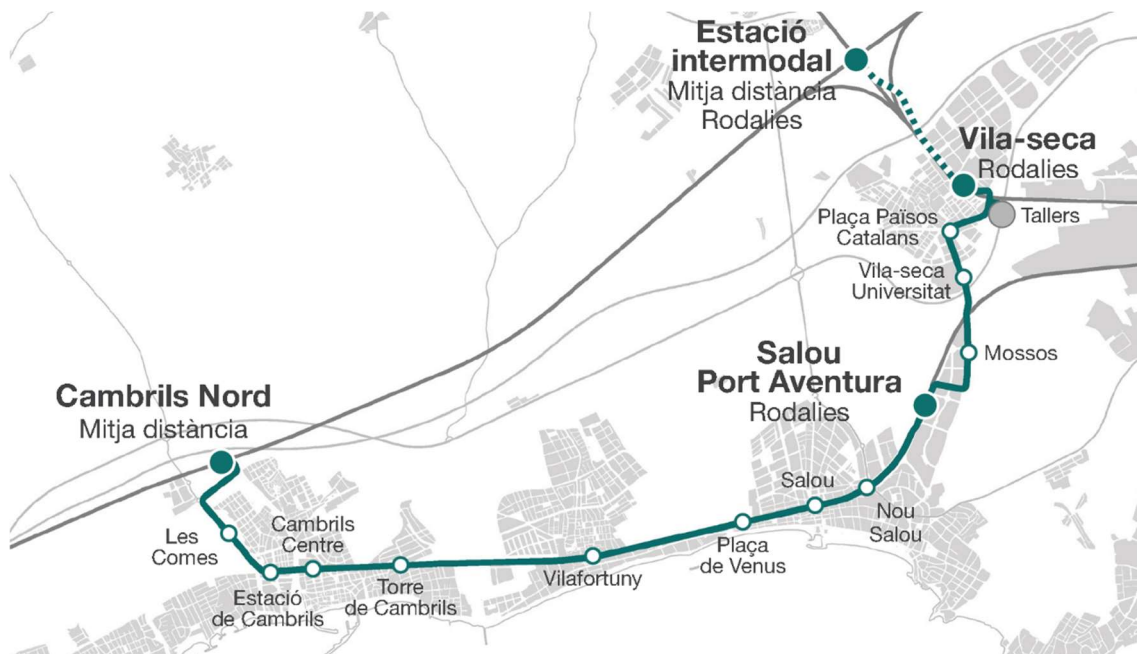 Estació
intermodal
Mitja distància
Rodalies
Vila-seca
Rodalies
Tallers
Plaça Països
Catalans
Vila-seca
Universitat
Mossos
Salou
Port Aventura
Rodalies
Cambrils Nord
Mitja distància
Les
Comes
Estació
de Cambrils
Cambrils
Centre
Torre
de Cambrils
Vilafortuny
Plaça
de Venus
Salou
Nou
Salou